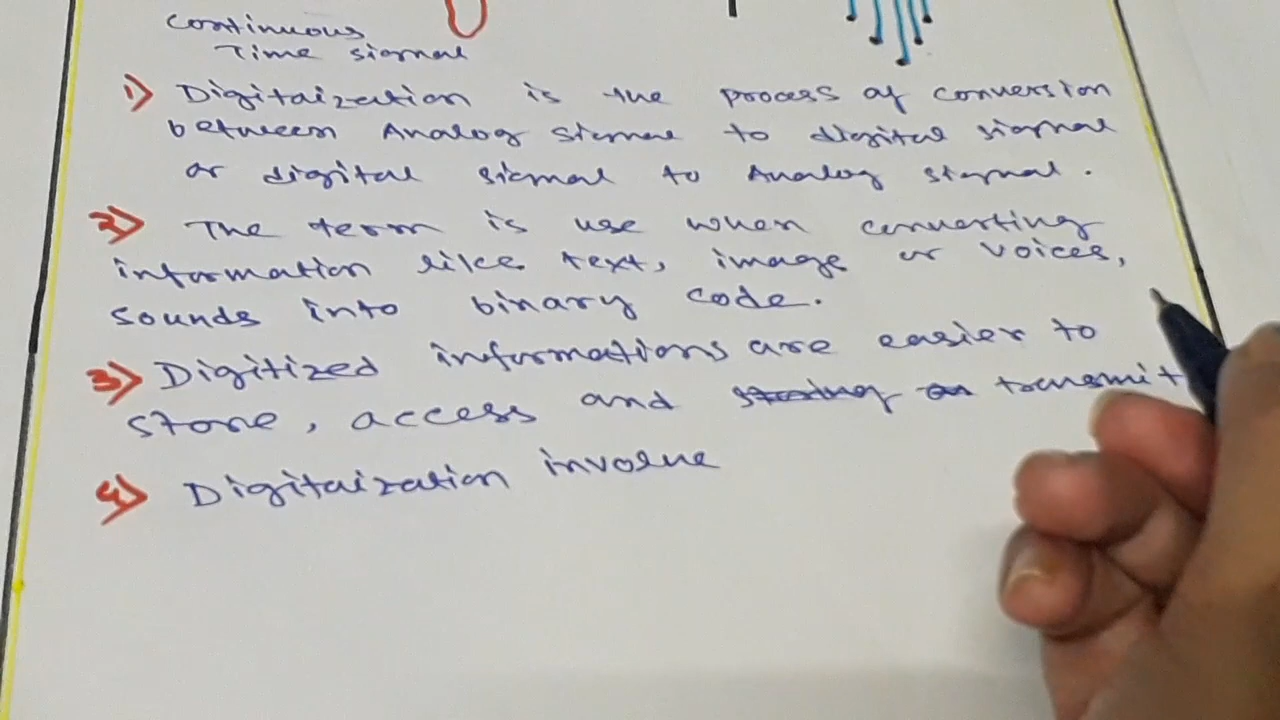 Continuous
Time signal
1) Digitaization is the process of conversion
between Analog signal to digital signal
or digital signal to Analog signal.
2) The term is use when converting
information like text, image or voices,
sounds into binary code.
3) Digitized informations are easier to
store, access and storing an transmit
4) Digitaization involve